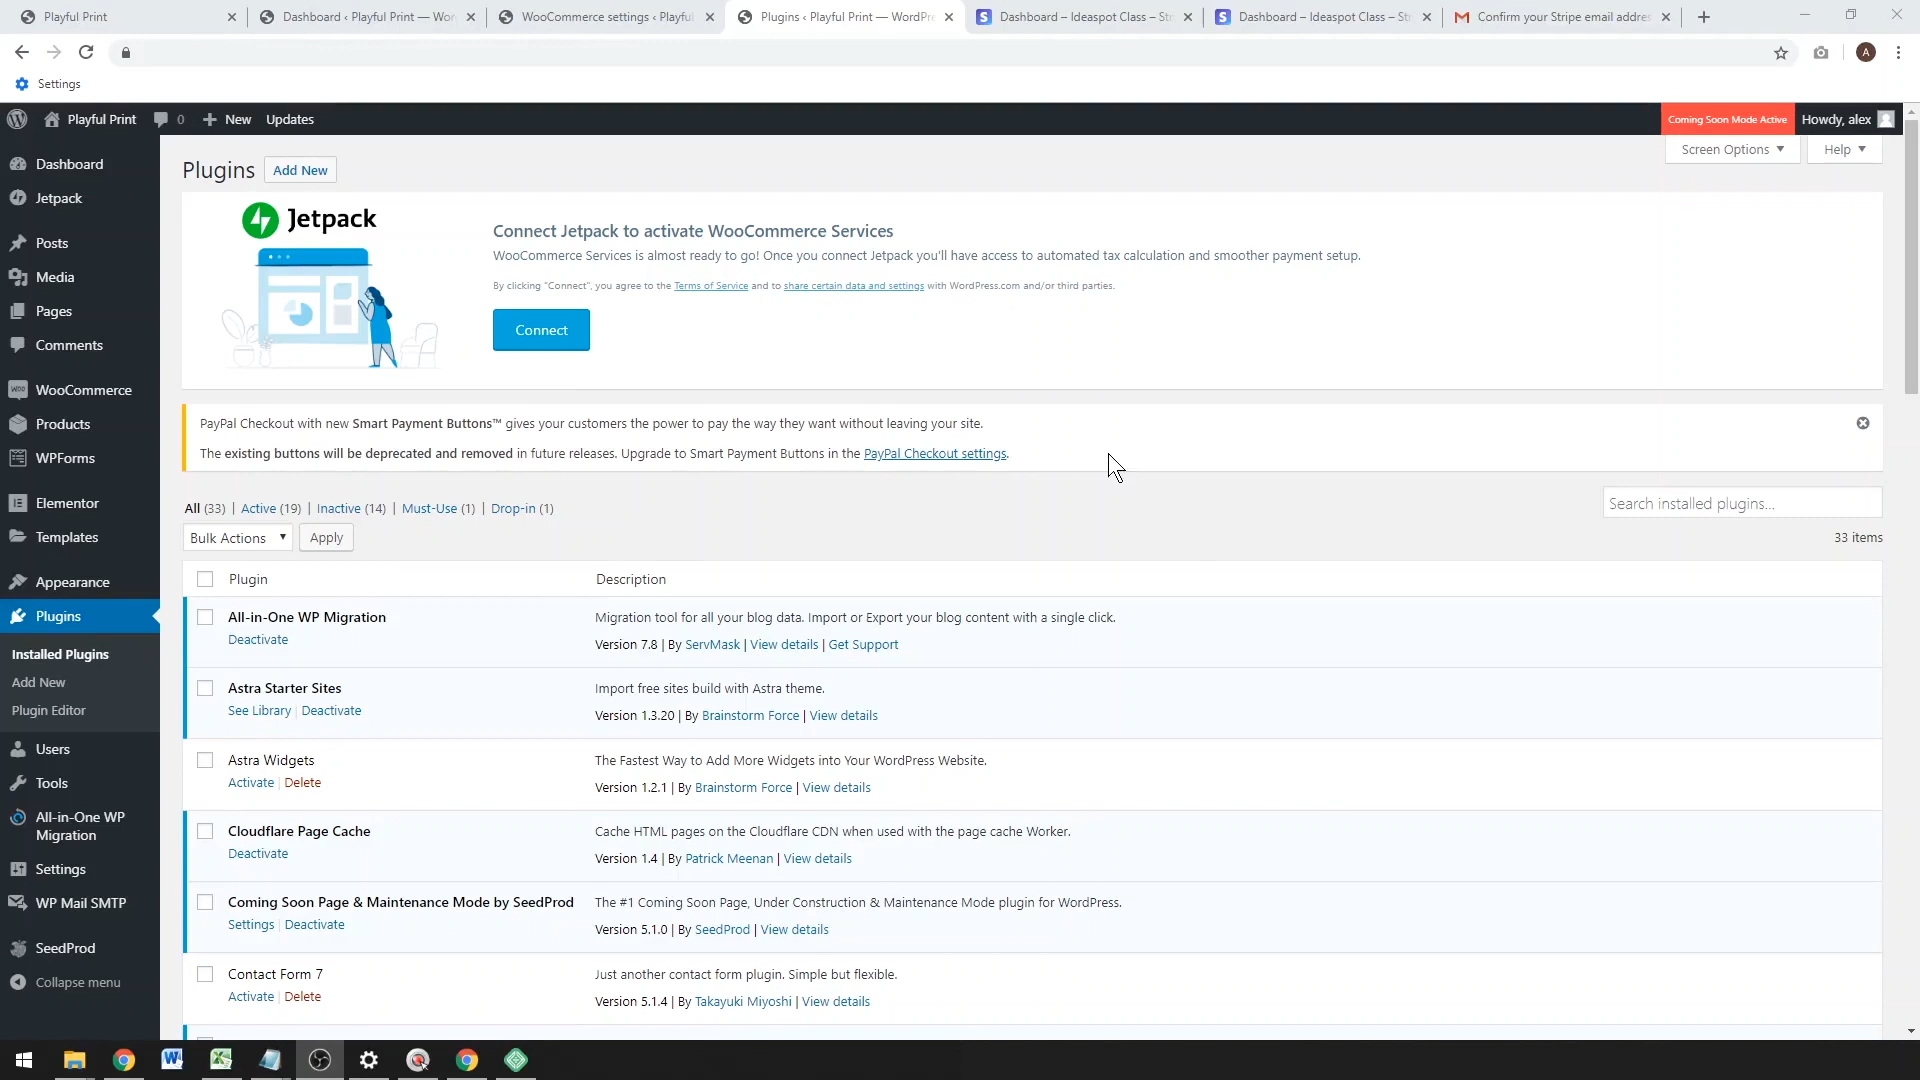 Playful Print
Dashboard ‹ Playful Print — Wor
WooCommerce settings ‹ Playful
Plugins ‹ Playful Print — WordPre
Dashboard – Ideaspot Class – St
Dashboard – Ideaspot Class – St
Confirm your Stripe email addres
A
Settings
Playful Print
0
New
Updates
Coming Soon Mode Active
Howdy, alex
Dashboard
Jetpack
Posts
Media
Pages
Comments
WooCommerce
Products
WPForms
Elementor
Templates
Appearance
Plugins
Installed Plugins
Add New
Plugin Editor
Users
Tools
All-in-One WP
Migration
Settings
WP Mail SMTP
SeedProd
Collapse menu
Plugins
Add New
Screen Options
Help
Jetpack
Connect Jetpack to activate WooCommerce Services
WooCommerce Services is almost ready to go! Once you connect Jetpack you'll have access to automated tax calculation and smoother payment setup.
By clicking "Connect", you agree to the Terms of Service and to share certain data and settings with WordPress.com and/or third parties.
Connect
PayPal Checkout with new Smart Payment Buttons™ gives your customers the power to pay the way they want without leaving your site.
The existing buttons will be deprecated and removed in future releases. Upgrade to Smart Payment Buttons in the PayPal Checkout settings.
All (33) | Active (19) | Inactive (14) | Must-Use (1) | Drop-in (1)
Search installed plugins...
Bulk Actions
Apply
33 items
Plugin
Description
All-in-One WP Migration
Deactivate
Migration tool for all your blog data. Import or Export your blog content with a single click.
Version 7.8 | By ServMask | View details | Get Support
Astra Starter Sites
See Library | Deactivate
Import free sites build with Astra theme.
Version 1.3.20 | By Brainstorm Force | View details
Astra Widgets
Activate | Delete
The Fastest Way to Add More Widgets into Your WordPress Website.
Version 1.2.1 | By Brainstorm Force | View details
Cloudflare Page Cache
Deactivate
Cache HTML pages on the Cloudflare CDN when used with the page cache Worker.
Version 1.4 | By Patrick Meenan | View details
Coming Soon Page & Maintenance Mode by SeedProd
Settings | Deactivate
The #1 Coming Soon Page, Under Construction & Maintenance Mode plugin for WordPress.
Version 5.1.0 | By SeedProd | View details
Contact Form 7
Activate | Delete
Just another contact form plugin. Simple but flexible.
Version 5.1.4 | By Takayuki Miyoshi | View details